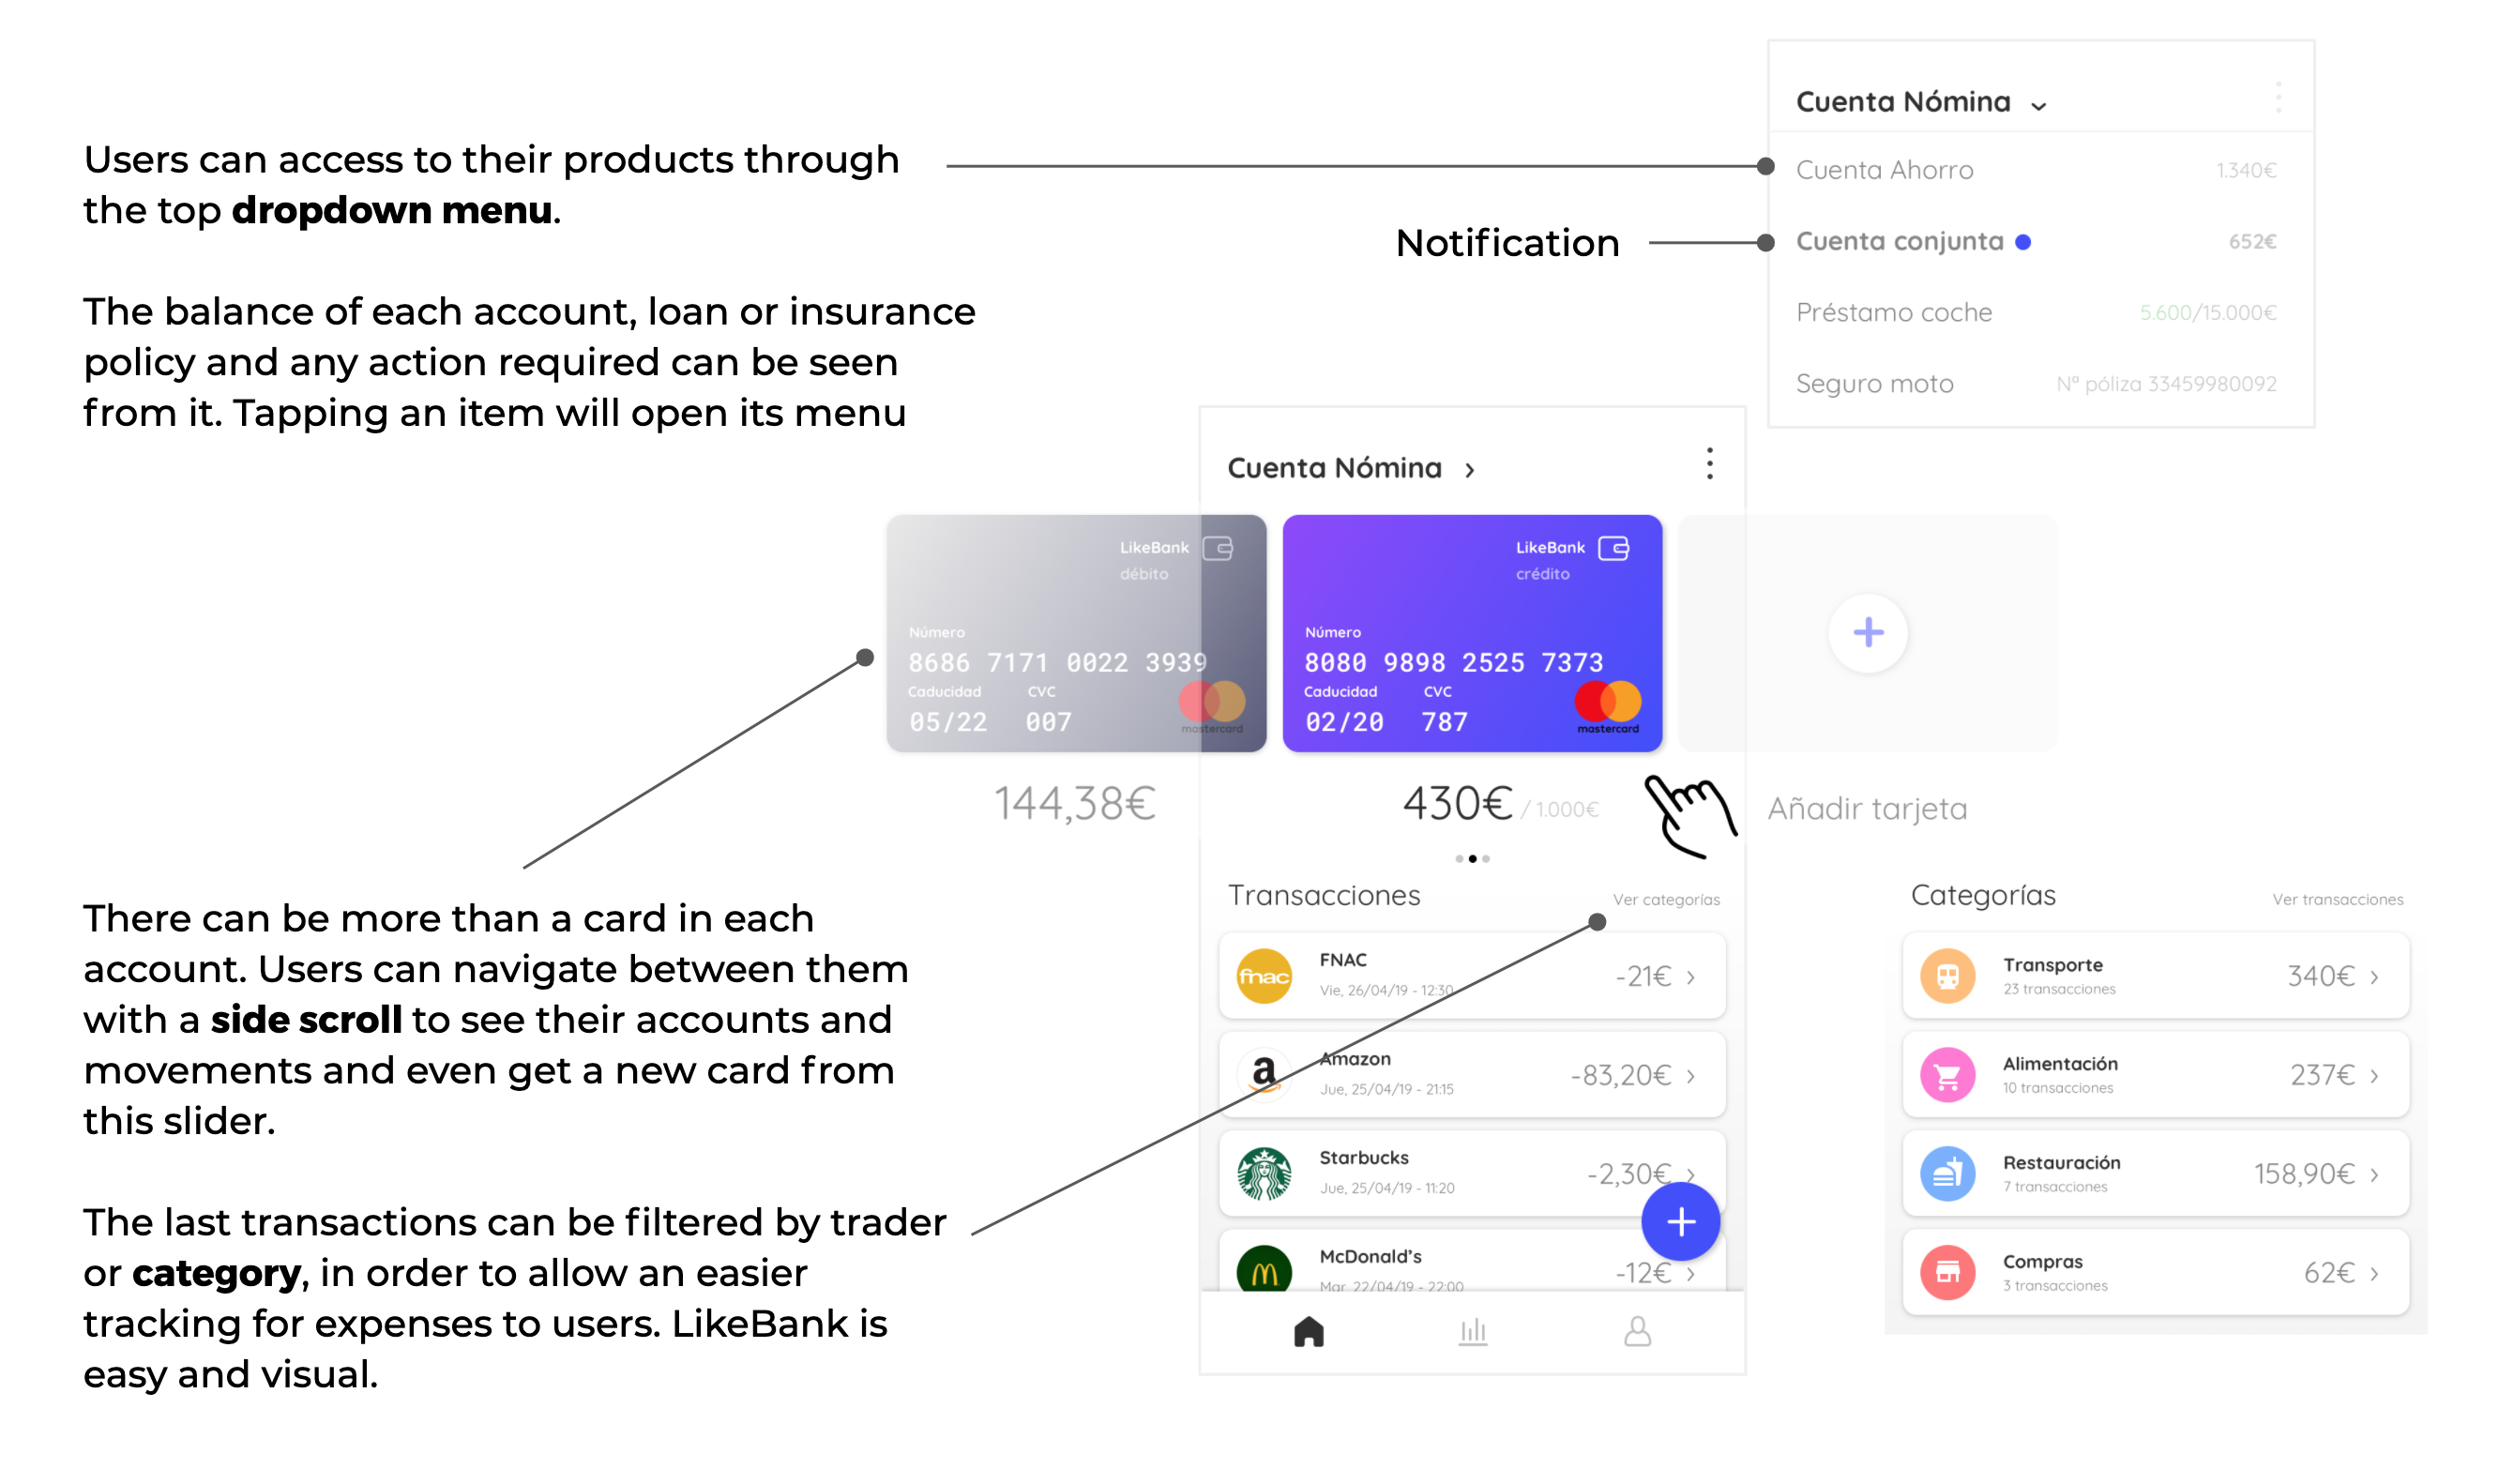 Users can access to their products through
the top dropdown menu.
The balance of each account, loan or insurance
policy and any action required can be seen
from it. Tapping an item will open its menu
Notification
Cuenta Nómina
Cuenta Ahorro 1.340€
Cuenta conjunta 652€
Préstamo coche 5.600/15.000€
Seguro moto Nª póliza 33459980092
Cuenta Nómina
LikeBank
débito
Número
8686 7171 0022 3939
Caducidad CVC
05/22 007
mastercard
144,38€
LikeBank
crédito
Número
8080 9898 2525 7373
Caducidad CVC
02/20 787
mastercard
430€ / 1.000€
Añadir tarjeta
There can be more than a card in each
account. Users can navigate between them
with a side scroll to see their accounts and
movements and even get a new card from
this slider.
The last transactions can be filtered by trader
or category, in order to allow an easier
tracking for expenses to users. LikeBank is
easy and visual.
Transacciones Ver categorías
fnac
FNAC
Vie, 26/04/19 - 12:30
-21€
a
Amazon
Jue, 25/04/19 - 21:15
-83,20€
Starbucks
Jue, 25/04/19 - 11:20
-2,30€
McDonald's
Mar, 22/04/19 - 22:00
-12€
Categorías Ver transacciones
Transporte
23 transacciones
340€
Alimentación
10 transacciones
237€
Restauración
7 transacciones
158,90€
Compras
3 transacciones
62€